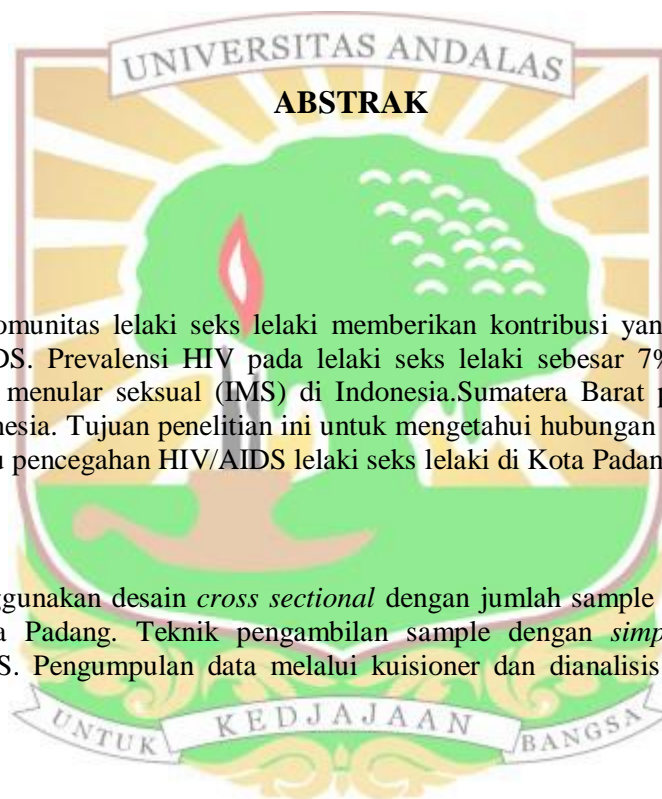 UNIVERSITAS ANDALAS
ABSTRAK
omunitas lelaki seks lelaki memberikan kontribusi yan
DS. Prevalensi HIV pada lelaki seks lelaki sebesar 7%
menular seksual (IMS) di Indonesia.Sumatera Barat p
nesia. Tujuan penelitian ini untuk mengetahui hubungan
u pencegahan HIV/AIDS lelaki seks lelaki di Kota Padan
ggunakan desain cross sectional dengan jumlah sample
a Padang. Teknik pengambilan sample dengan simp
S. Pengumpulan data melalui kuisioner dan dianalisis
UNTUK KEDJAJAAN BANGSA